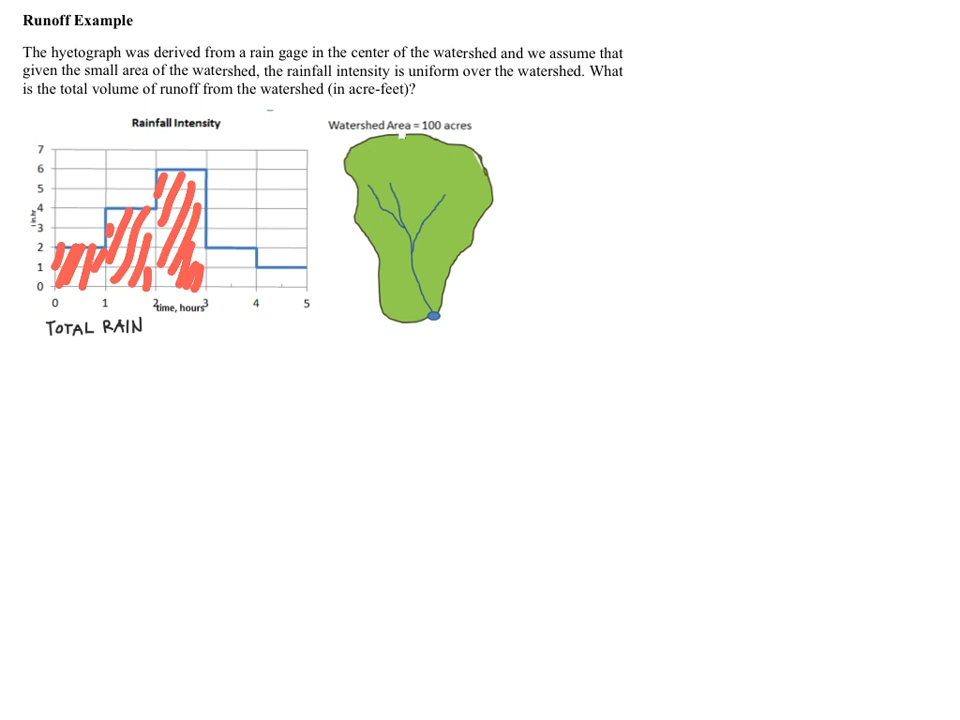 Runoff Example
The hyetograph was derived from a rain gage in the center of the watershed and we assume that
given the small area of the watershed, the rainfall intensity is uniform over the watershed. What
is the total volume of runoff from the watershed (in acre-feet)?
Rainfall Intensity
Watershed Area = 100 acres
7
6
5
4
3
2
1
0
in.hr
0 1 2 3 4 5
time, hours
TOTAL RAIN